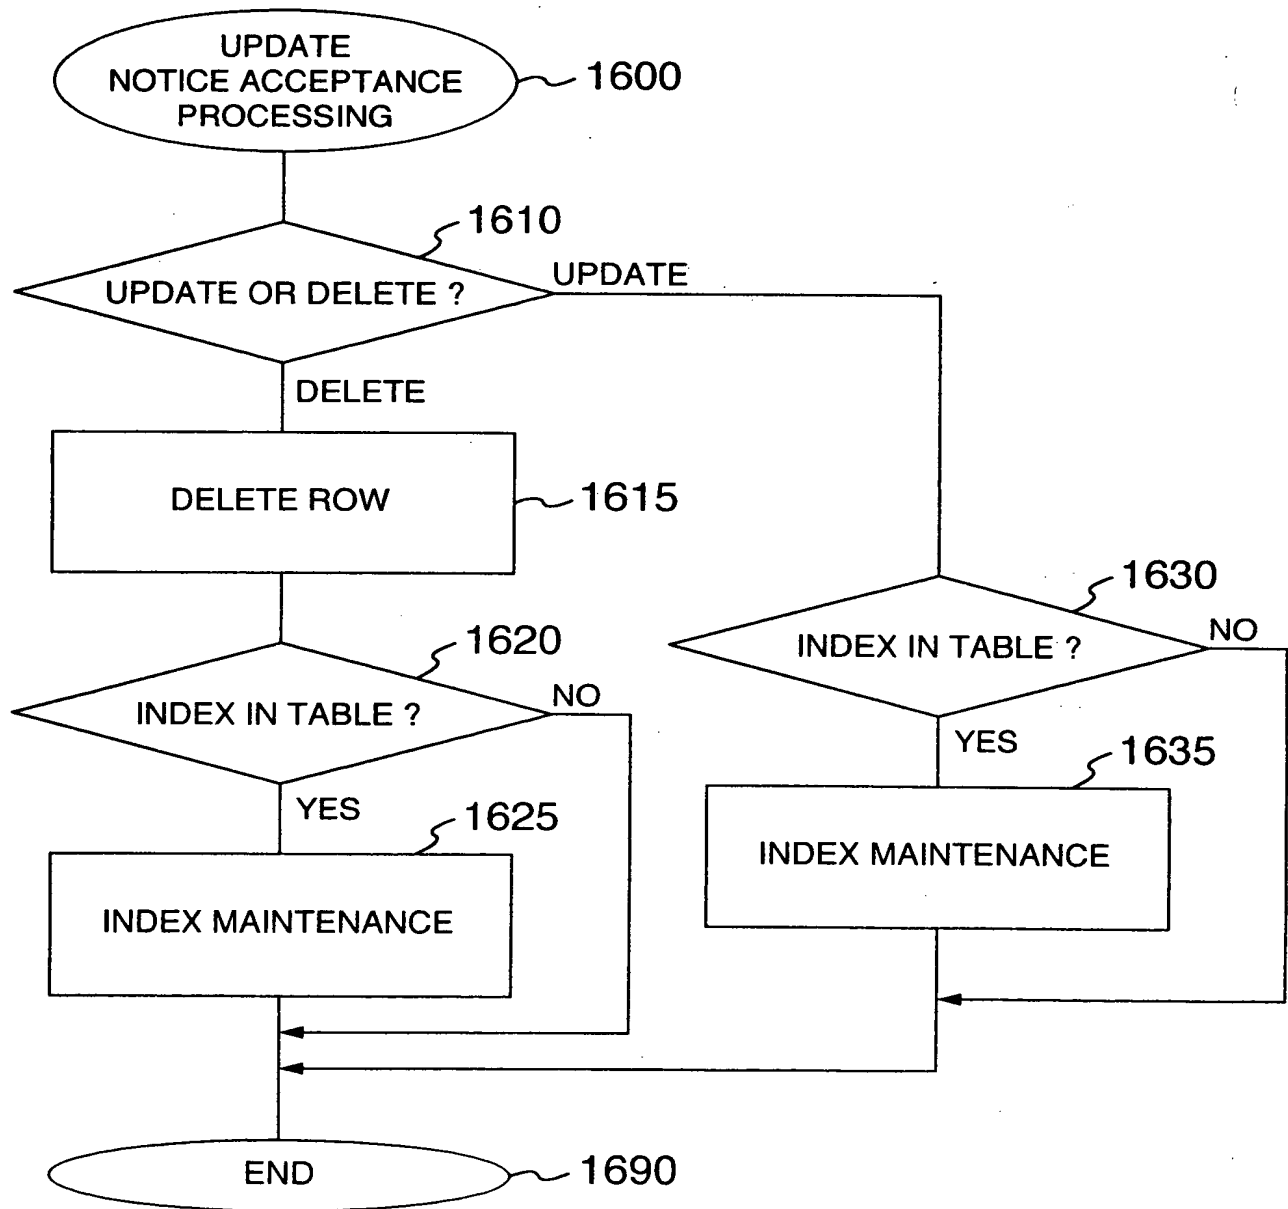 UPDATE
NOTICE ACCEPTANCE
PROCESSING
1600
1610
UPDATE OR DELETE ?
UPDATE
DELETE
DELETE ROW
1615
1620
INDEX IN TABLE ?
NO
YES
1625
INDEX MAINTENANCE
1630
INDEX IN TABLE ?
NO
YES
1635
INDEX MAINTENANCE
END
1690